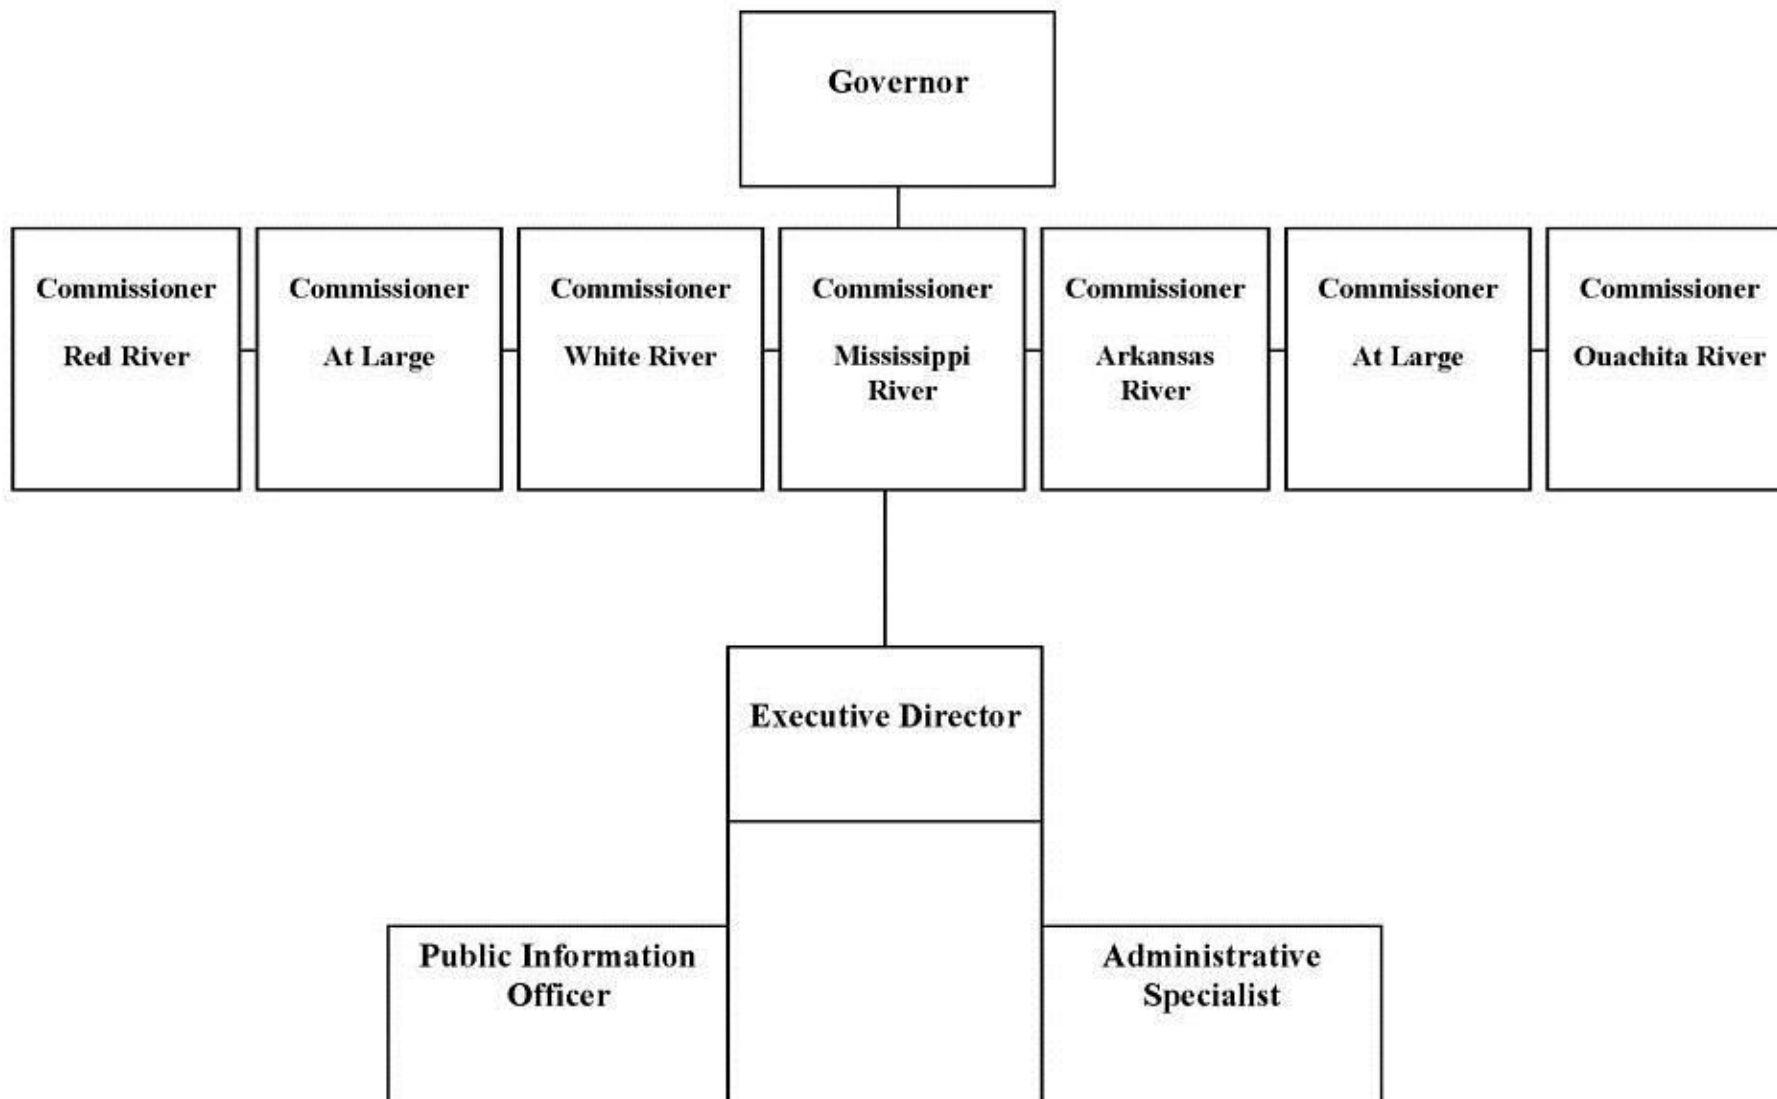 Governor
Commissioner
Red River
Commissioner
At Large
Commissioner
White River
Commissioner
Mississippi
River
Commissioner
Arkansas
River
Commissioner
At Large
Commissioner
Ouachita River
Executive Director
Public Information
Officer
Administrative
Specialist